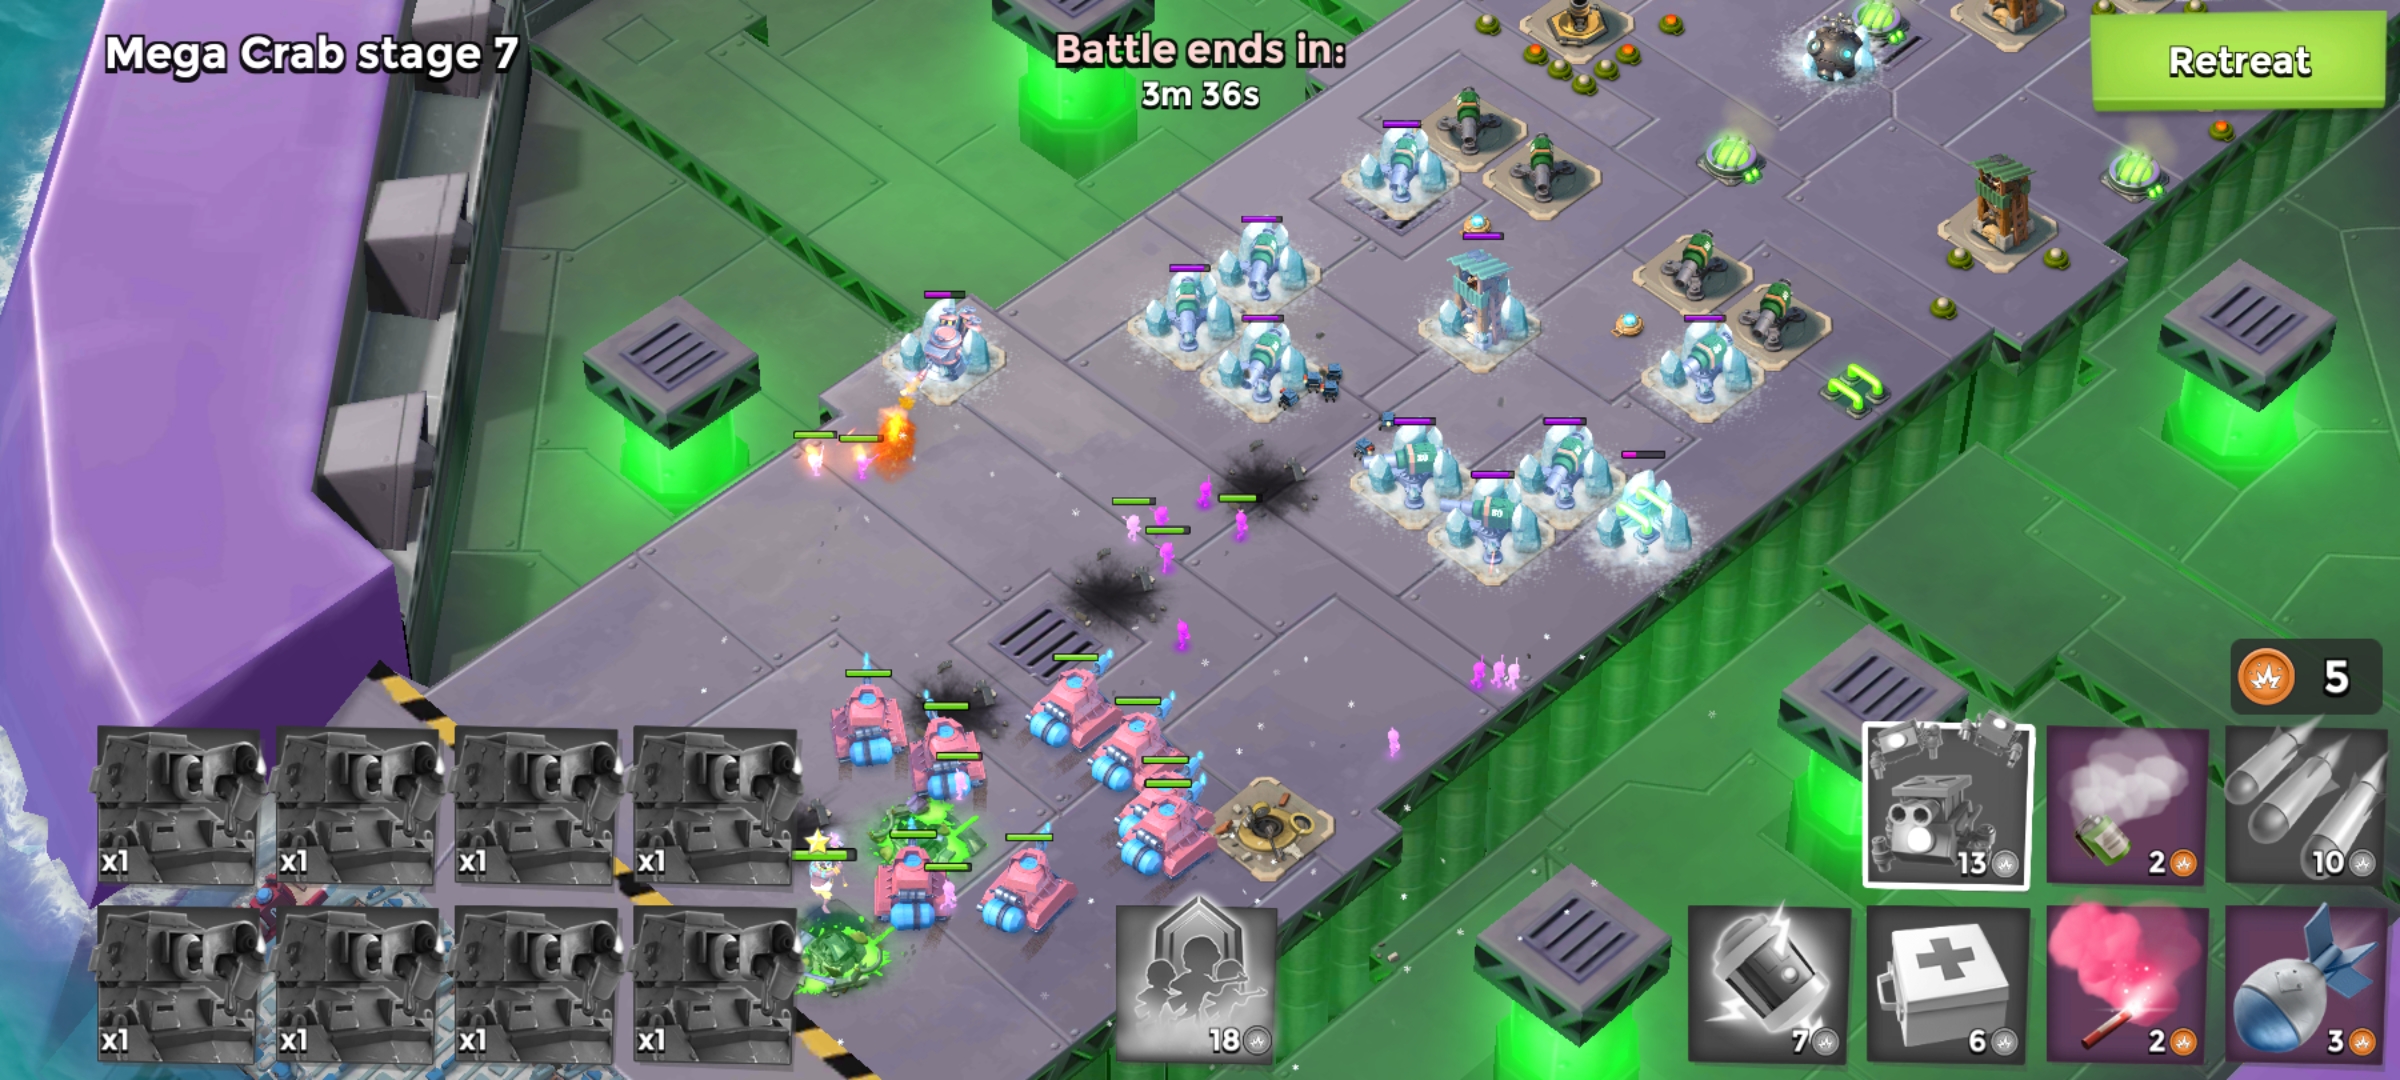 Mega Crab stage 7
Battle ends in:
3m 36s
Retreat
5
x1
x1
x1
x1
13
2
10
x1
x1
x1
x1
18
7
6
2
3